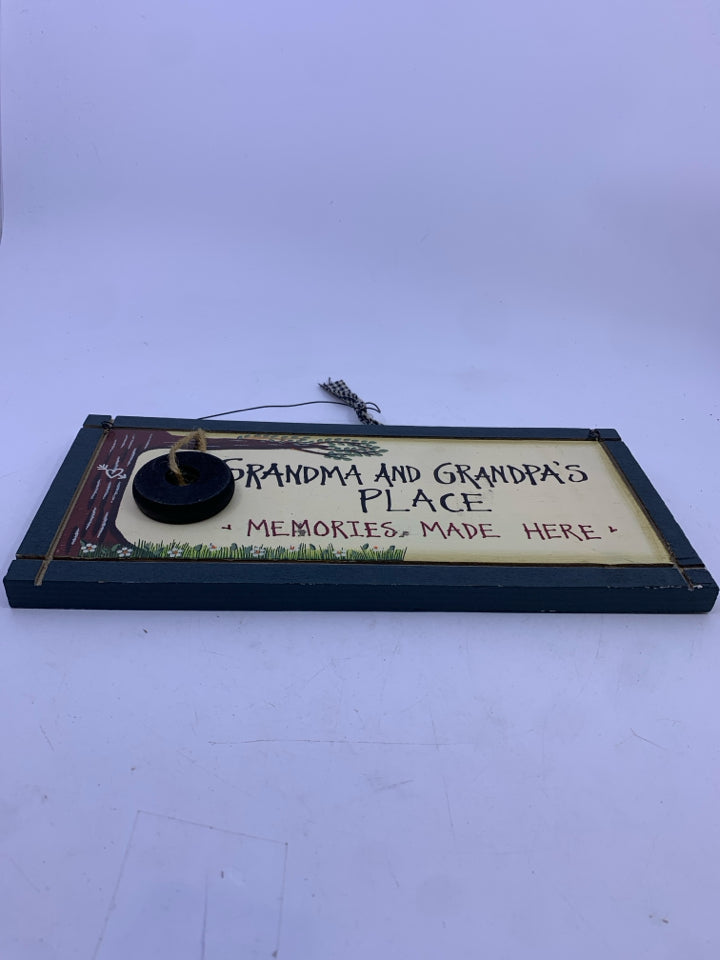 GRANDMA AND GRANDPA'S
PLACE
MEMORIES MADE HERE